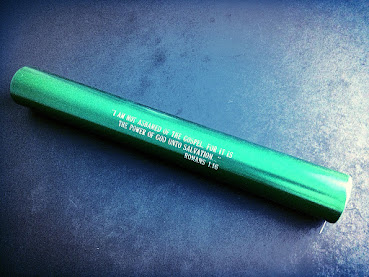 "I AM NOT ASHAMED OF THE GOSPEL, FOR IT IS
THE POWER OF GOD UNTO SALVATION..."
ROMANS 1:16